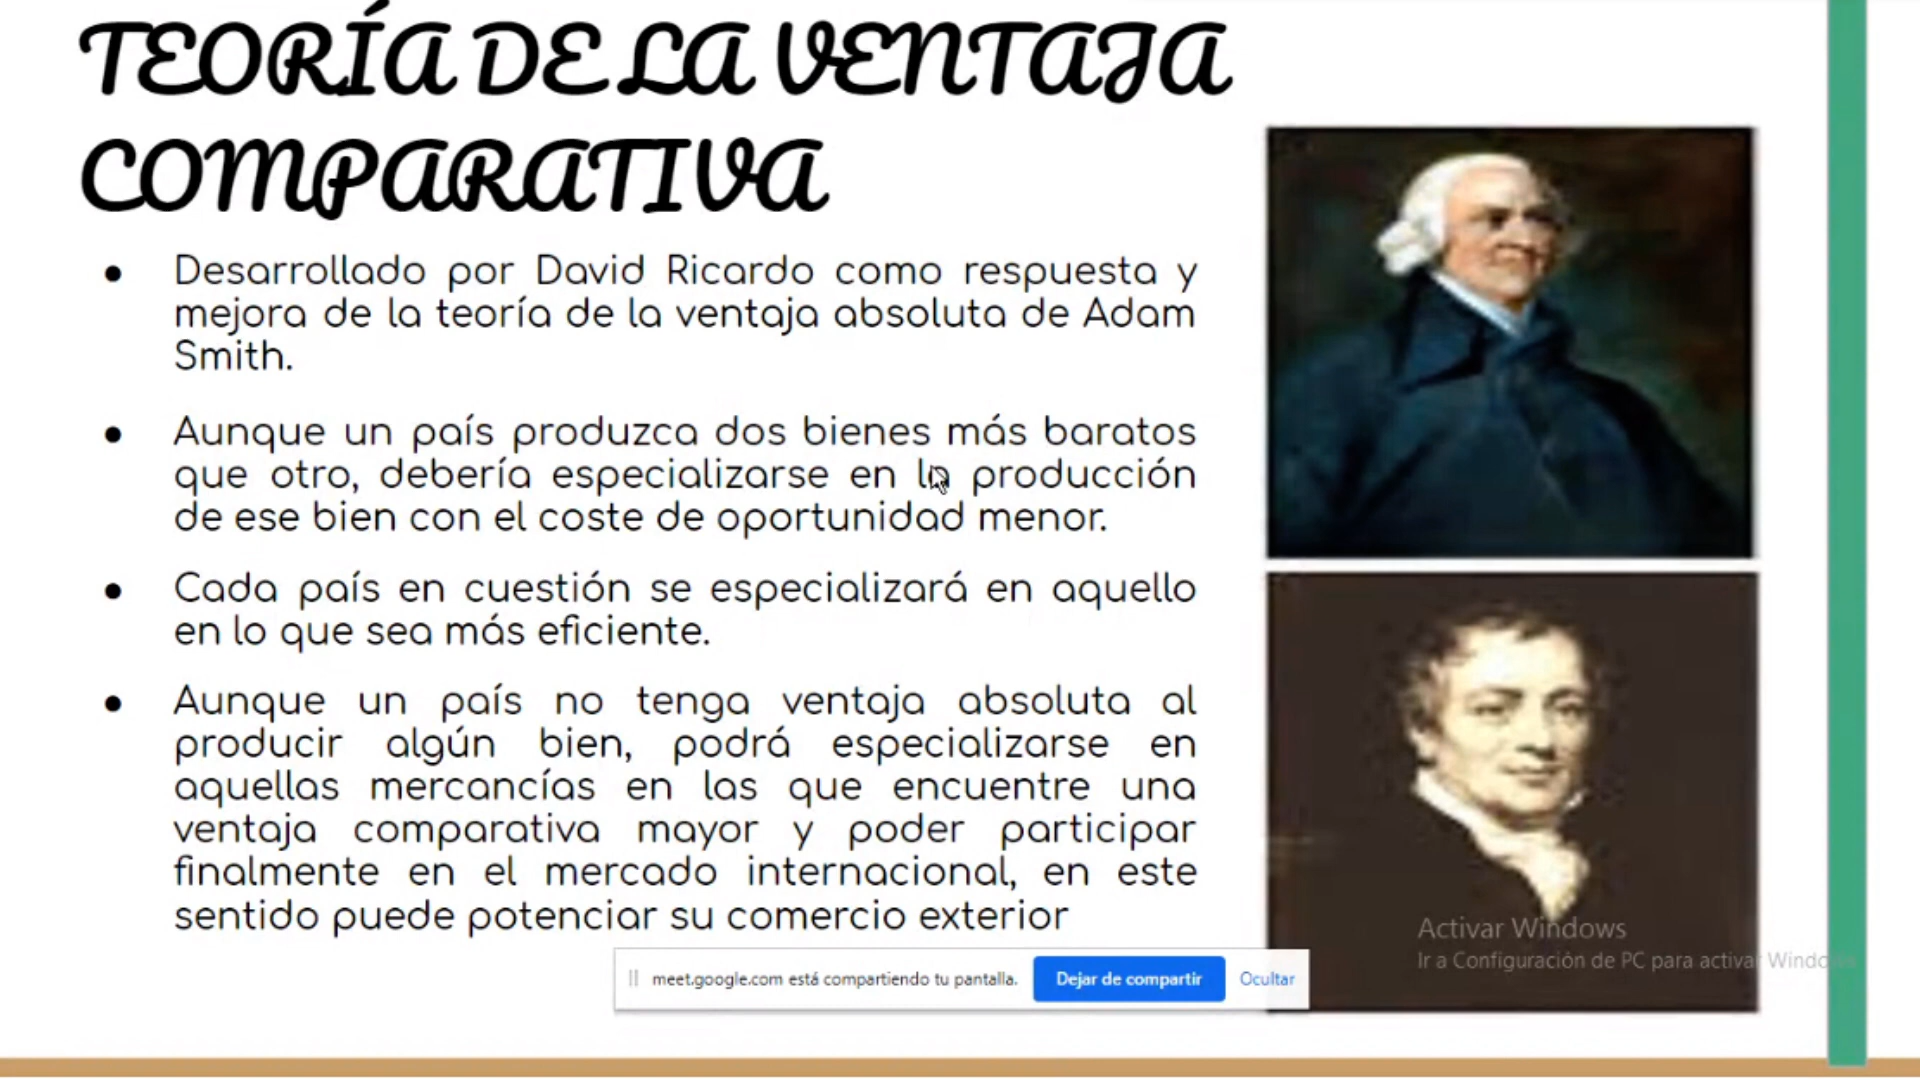 TEORÍA DE LA VENTAJA
COMPARATIVA
● Desarrollado por David Ricardo como respuesta y
mejora de la teoría de la ventaja absoluta de Adam
Smith.
● Aunque un país produzca dos bienes más baratos
que otro, debería especializarse en la producción
de ese bien con el coste de oportunidad menor.
● Cada país en cuestión se especializará en aquello
en lo que sea más eficiente.
● Aunque un país no tenga ventaja absoluta al
producir algún bien, podrá especializarse en
aquellas mercancías en las que encuentre una
ventaja comparativa mayor y poder participar
finalmente en el mercado internacional, en este
sentido puede potenciar su comercio exterior
Activar Windows
Ir a Configuración de PC para activar Windows
meet.google.com está compartiendo tu pantalla. Dejar de compartir Ocultar